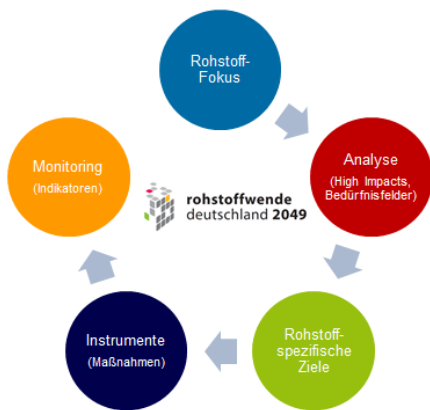 Rohstoff-
Fokus
Analyse
(High Impacts,
Bedürfnisfelder)
Rohstoff-
spezifische
Ziele
Instrumente
(Maßnahmen)
Monitoring
(Indikatoren)
rohstoffwende
deutschland 2049